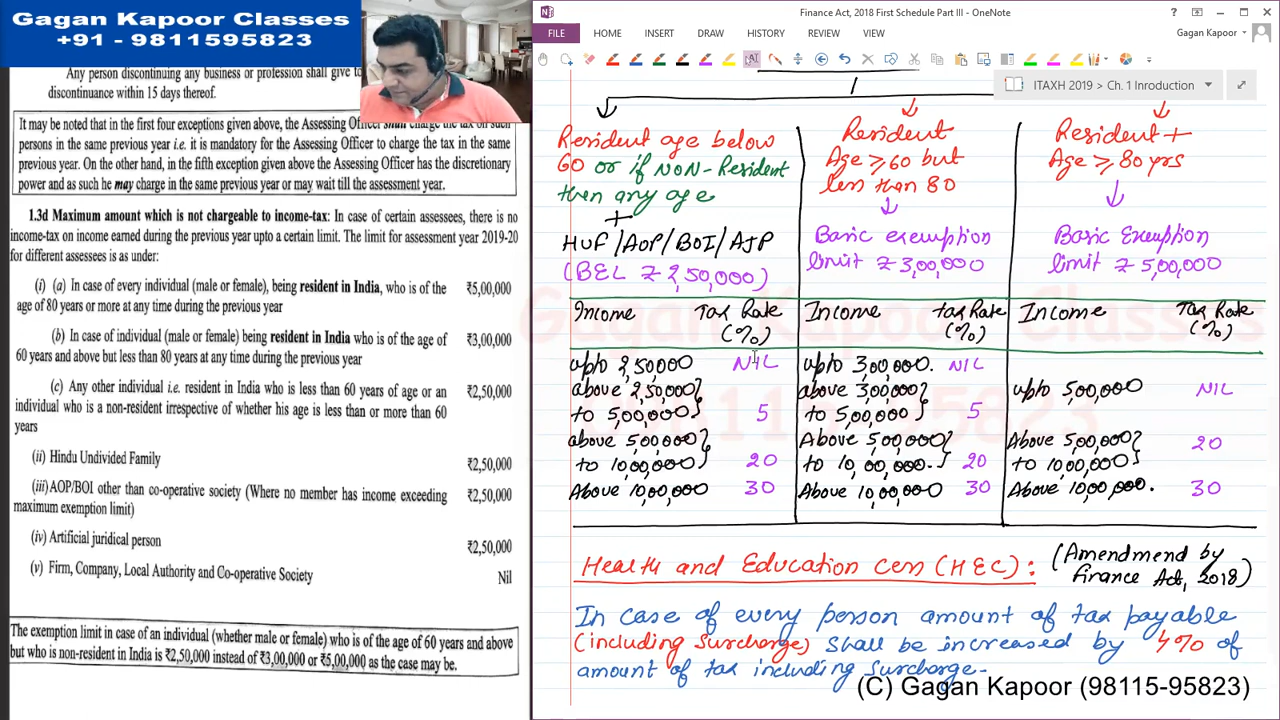 Gagan Kapoor Classes
+91 - 9811595823
Any person discontinuing any business or profession shall give
discontinuance within 15 days thereof.
It may be noted that in the first four exceptions given above, the Assessing Officer shall charge the tax on such
persons in the same previous year i.e. it is mandatory for the Assessing Officer to charge the tax in the same
previous year. On the other hand, in the fifth exception given above the Assessing Officer has the discretionary
power and as such he may charge in the same previous year or may wait till the assessment year.
1.3d Maximum amount which is not chargeable to income-tax: In case of certain assessees, there is no
income-tax on income earned during the previous year upto a certain limit. The limit for assessment year 2019-20
for different assessees is as under:
(i) (a) In case of every individual (male or female), being resident in India, who is of the ₹5,00,000
age of 80 years or more at any time during the previous year
(b) In case of individual (male or female) being resident in India who is of the age of ₹3,00,000
60 years and above but less than 80 years at any time during the previous year
(c) Any other individual i.e. resident in India who is less than 60 years of age or an ₹2,50,000
individual who is a non-resident irrespective of whether his age is less than or more than 60
years
(ii) Hindu Undivided Family ₹2,50,000
(iii) AOP/BOI other than co-operative society (Where no member has income exceeding ₹2,50,000
maximum exemption limit)
(iv) Artificial juridical person ₹2,50,000
(v) Firm, Company, Local Authority and Co-operative Society Nil
The exemption limit in case of an individual (whether male or female) who is of the age of 60 years and above
but who is non-resident in India is ₹2,50,000 instead of ₹3,00,000 or ₹5,00,000 as the case may be.
Finance Act, 2018 First Schedule Part III - OneNote
FILE HOME INSERT DRAW HISTORY REVIEW VIEW Gagan Kapoor
ITAXH 2019 > Ch. 1 Inroduction
Resident age below
60 or if NON-Resident
then any age
+
HUF/AOP/BOI/AJP
(BEL ₹ 2,50,000)
Resident
Age ≥ 60 but
less than 80
Basic exemption
limit ₹ 3,00,000
Resident +
Age ≥ 80 yrs
Basic Exemption
limit ₹ 5,00,000
Income Tax Rate (%) Income tax Rate (%) Income Tax Rate (%)
upto 2,50,000 NIL upto 3,00,000. NIL
above 2,50,000} above 3,00,000} upto 5,00,000 NIL
to 5,00,000} 5 to 5,00,000} 5
above 5,00,000} Above 5,00,000} Above 5,00,000} 20
to 10,00,000} 20 to 10,00,000.} 20 to 10,00,000}
Above 10,00,000 30 Above 10,00,000 30 Above 10,00,000. 30
Health and Education Cess (HEC): (Amendmend by
Finance Act, 2018)
In case of every person amount of tax payable
(including Surcharge) Shall be increased by 4% of
amount of tax including Surcharge.
(C) Gagan Kapoor (98115-95823)
Gagan Kapoor Classes
9811595823